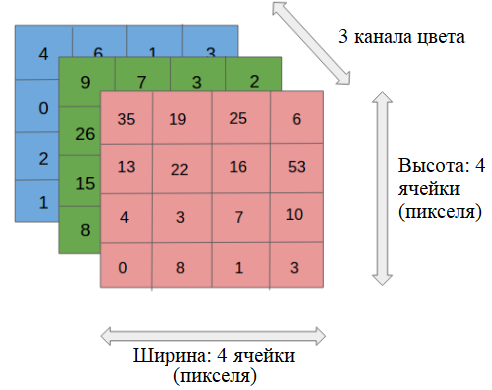 3 канала цвета
4 6 1 3
9 7 3 2
35 19 25 6
0
26
13 22 16 53
Высота: 4
ячейки
(пикселя)
2
15
4 3 7 10
1
8
0 8 1 3
Ширина: 4 ячейки
(пикселя)